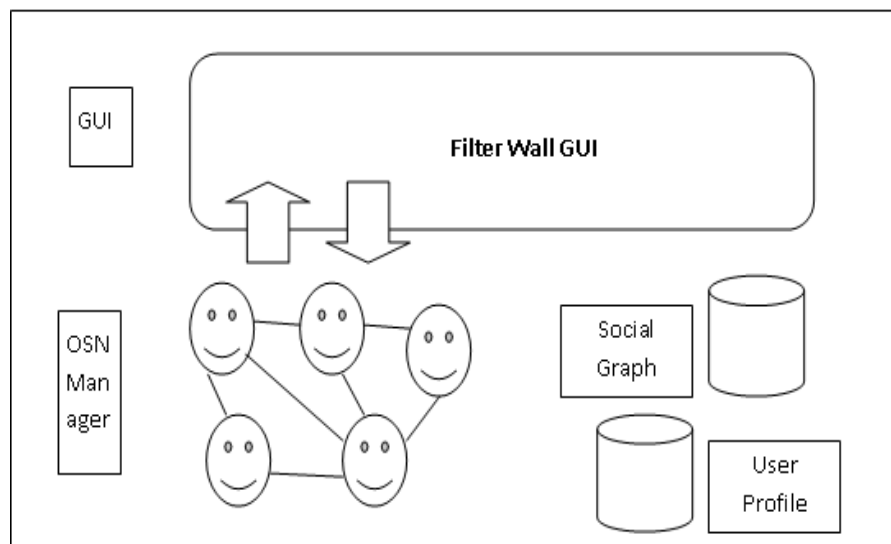 GUI
Filter Wall GUI
OSN
Man
ager
Social
Graph
User
Profile